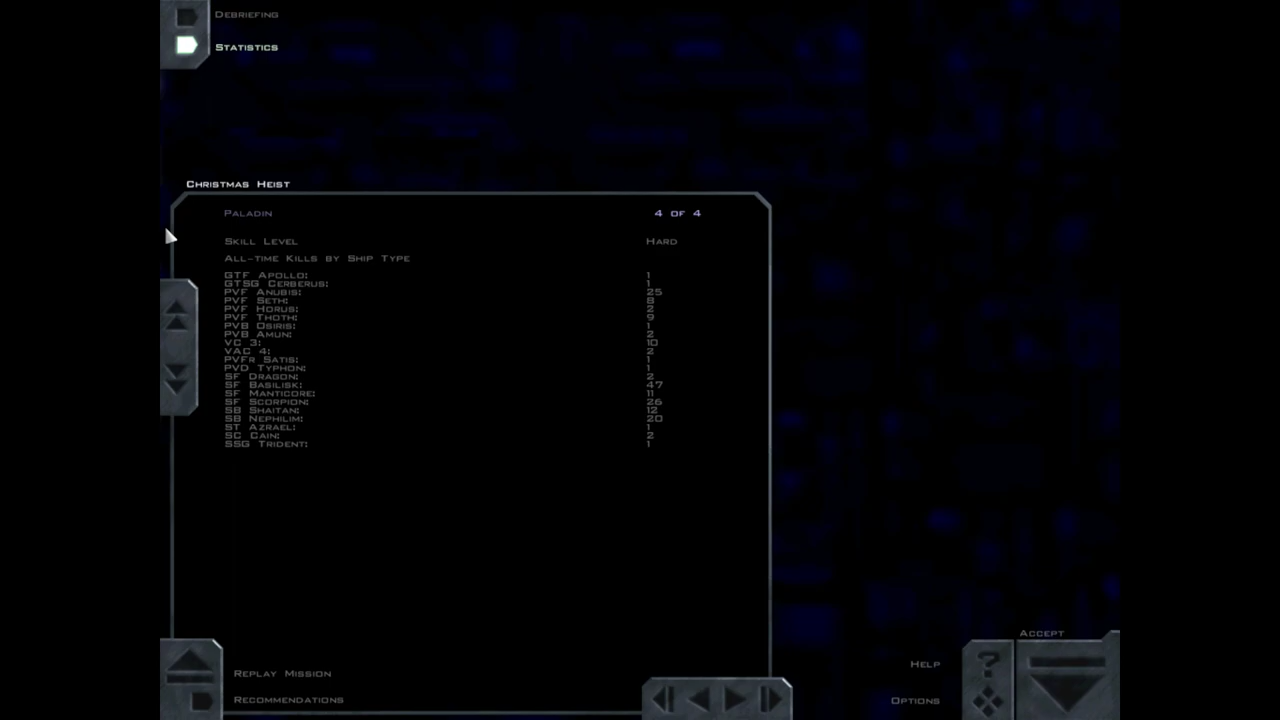 Debriefing
Statistics
Christmas Heist
Paladin 4 of 4
Skill Level Hard
All-time Kills by Ship Type
GTF Apollo: 1
GTSG Cerberus: 1
PVF Anubis: 25
PVF Seth: 8
PVF Horus: 2
PVF Thoth: 9
PVB Osiris: 1
PVB Amun: 2
VC 3: 10
VAC 4: 2
PVFr Satis: 1
PVD Typhon: 1
SF Dragon: 2
SF Basilisk: 47
SF Manticore: 11
SF Scorpion: 26
SB Shaitan: 12
SB Nephilim: 20
ST Azrael: 1
SC Cain: 2
SSG Trident: 1
Accept
Help
Replay Mission
Recommendations
Options